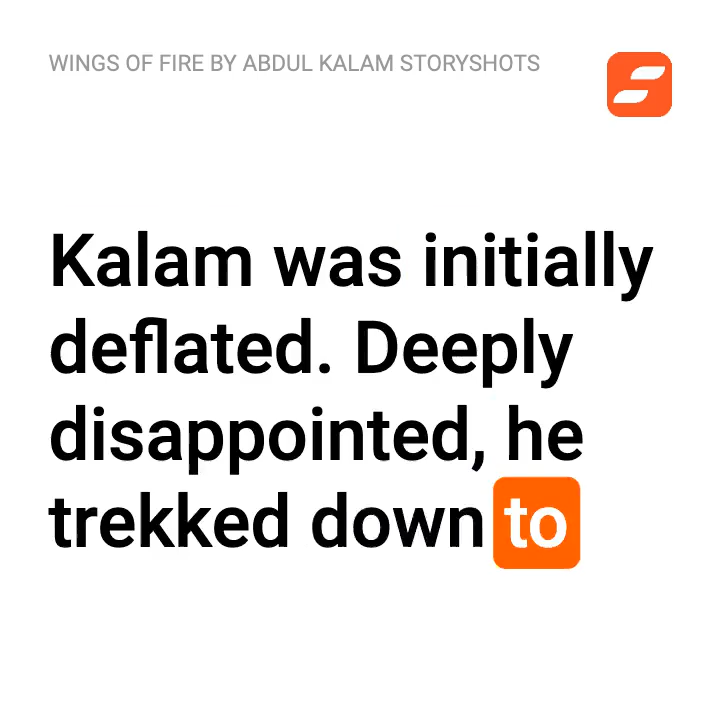 WINGS OF FIRE BY ABDUL KALAM STORYSHOTS
Kalam was initially
deflated. Deeply
disappointed, he
trekked down to